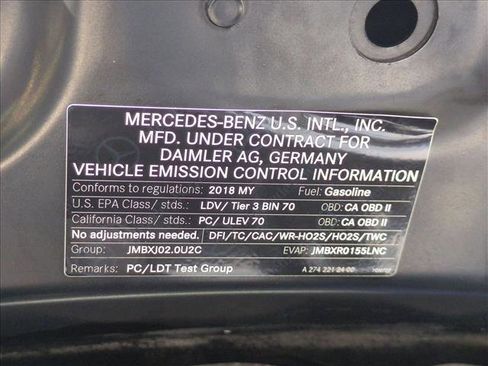 MERCEDES-BENZ U.S. INTL., INC.
MFD. UNDER CONTRACT FOR
DAIMLER AG, GERMANY
VEHICLE EMISSION CONTROL INFORMATION
Conforms to regulations: 2018 MY Fuel: Gasoline
U.S. EPA Class/ stds.: LDV/ Tier 3 BIN 70 OBD: CA OBD II
California Class/ stds.: PC/ ULEV 70 OBD: CA OBD II
No adjustments needed. DFI/TC/CAC/WR-HO2S/HO2S/TWC
Group: JMBXJ02.0U2C EVAP: JMBXR0155LNC
Remarks: PC/LDT Test Group A 274 221 24 00